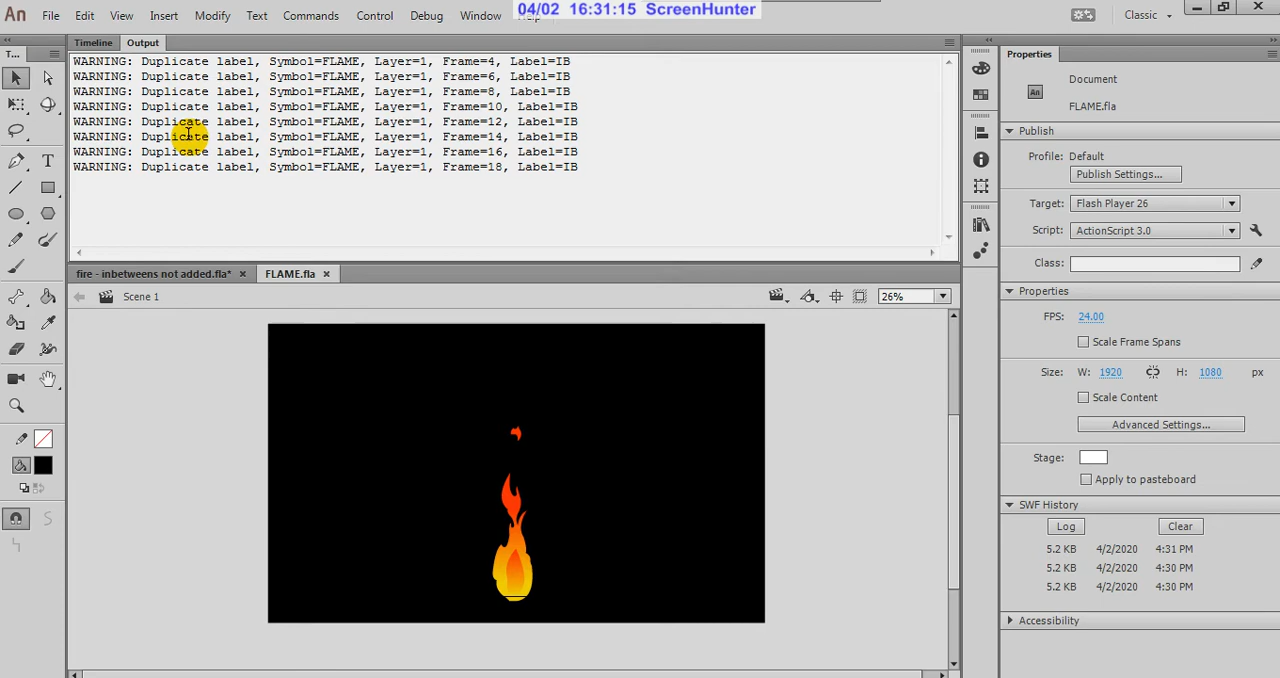 04/02 16:31:15 ScreenHunter
An File Edit View Insert Modify Text Commands Control Debug Window Help Classic
T... Timeline Output Properties
WARNING: Duplicate label, Symbol=FLAME, Layer=1, Frame=4, Label=IB
WARNING: Duplicate label, Symbol=FLAME, Layer=1, Frame=6, Label=IB
WARNING: Duplicate label, Symbol=FLAME, Layer=1, Frame=8, Label=IB
WARNING: Duplicate label, Symbol=FLAME, Layer=1, Frame=10, Label=IB
WARNING: Duplicate label, Symbol=FLAME, Layer=1, Frame=12, Label=IB
WARNING: Duplicate label, Symbol=FLAME, Layer=1, Frame=14, Label=IB
WARNING: Duplicate label, Symbol=FLAME, Layer=1, Frame=16, Label=IB
WARNING: Duplicate label, Symbol=FLAME, Layer=1, Frame=18, Label=IB
T
fire - inbetweens not added.fla* × FLAME.fla ×
Scene 1 26%
An Document
FLAME.fla
Publish
Profile: Default
Publish Settings...
Target: Flash Player 26
Script: ActionScript 3.0
Class:
Properties
FPS: 24.00
Scale Frame Spans
Size: W: 1920 H: 1080 px
Scale Content
Advanced Settings...
Stage:
Apply to pasteboard
SWF History
Log Clear
5.2 KB 4/2/2020 4:31 PM
5.2 KB 4/2/2020 4:30 PM
5.2 KB 4/2/2020 4:30 PM
Accessibility